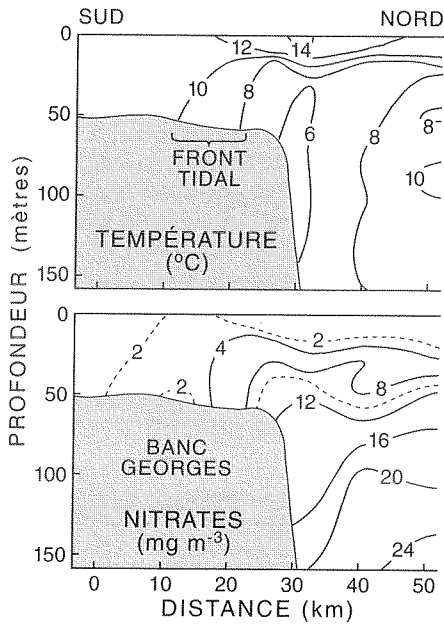 SUD NORD
0
12 14
10 8
8
50
6 8
FRONT
TIDAL
100
10
TEMPÉRATURE
(ºC)
150
PROFONDEUR (mètres)
0
2 4 2
50
2
8
12
BANC
GEORGES
16
100
20
NITRATES
(mg m⁻³)
150
24
0 10 20 30 40 50
DISTANCE (km)